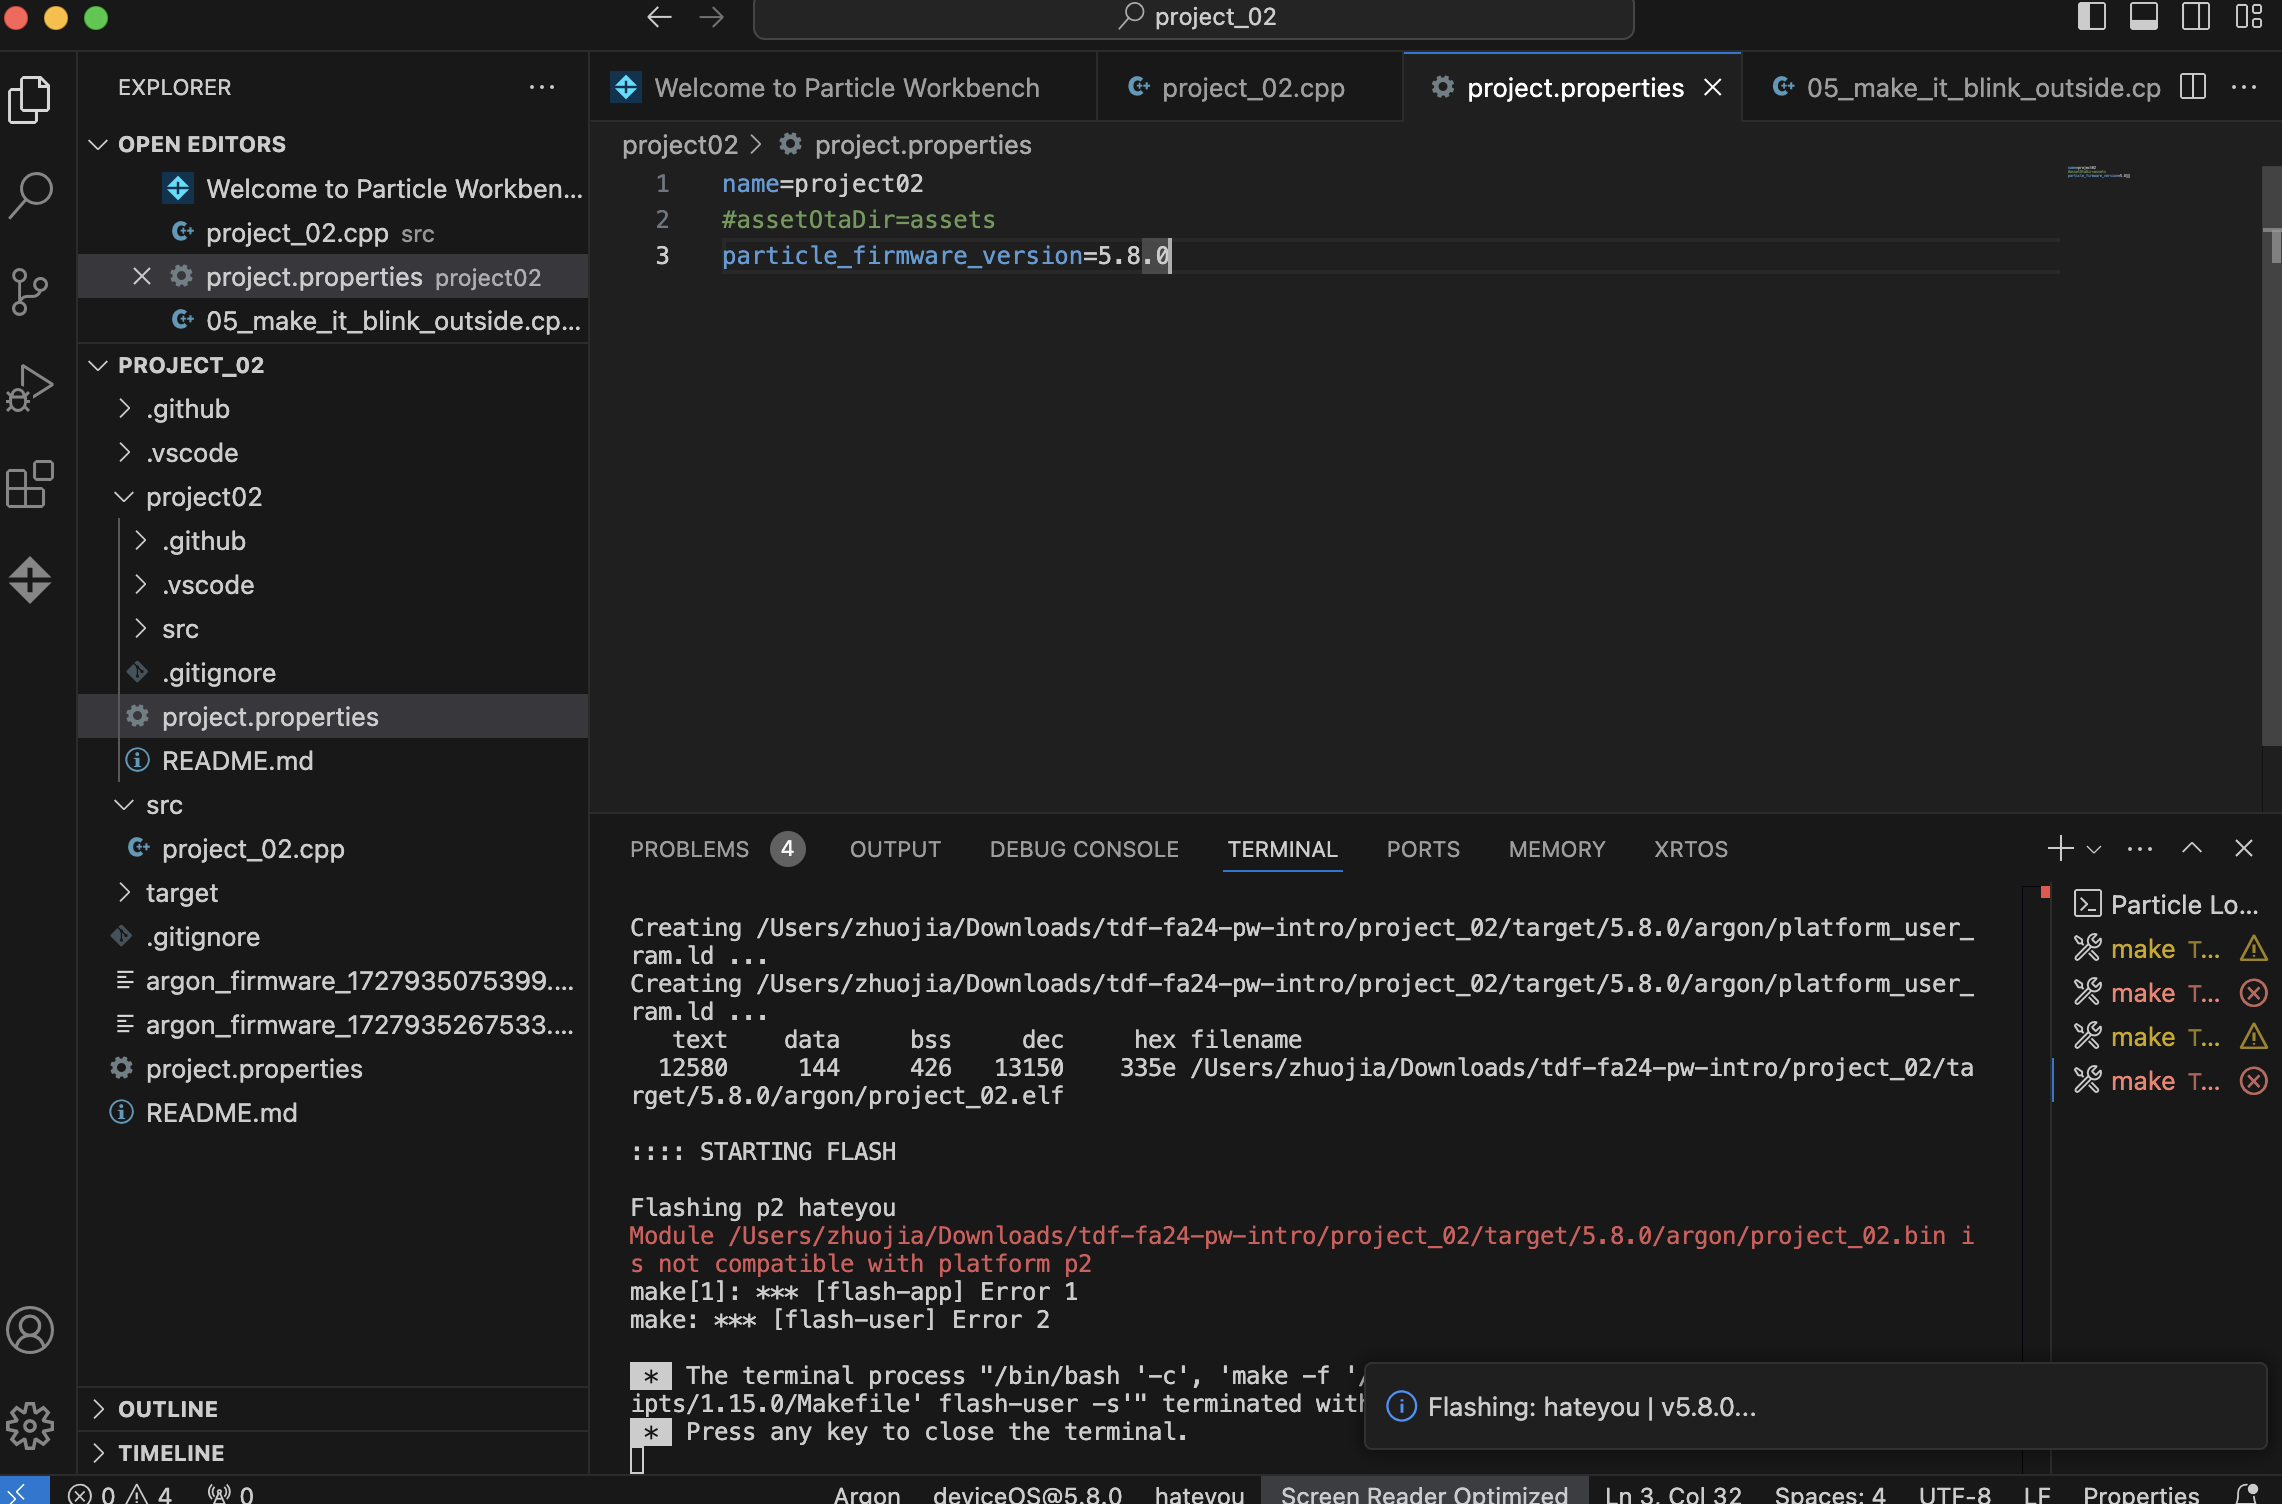 project_02
EXPLORER
Welcome to Particle Workbench
project_02.cpp
project.properties
05_make_it_blink_outside.cp
OPEN EDITORS
Welcome to Particle Workben...
project_02.cpp src
project.properties project02
05_make_it_blink_outside.cp...
PROJECT_02
.github
.vscode
project02
.github
.vscode
src
.gitignore
project.properties
README.md
src
project_02.cpp
target
.gitignore
argon_firmware_1727935075399....
argon_firmware_1727935267533....
project.properties
README.md
OUTLINE
TIMELINE
project02 > project.properties
1 name=project02
2 #assetOtaDir=assets
3 particle_firmware_version=5.8.0
PROBLEMS 4 OUTPUT DEBUG CONSOLE TERMINAL PORTS MEMORY XRTOS
Creating /Users/zhuojia/Downloads/tdf-fa24-pw-intro/project_02/target/5.8.0/argon/platform_user_
ram.ld ...
Creating /Users/zhuojia/Downloads/tdf-fa24-pw-intro/project_02/target/5.8.0/argon/platform_user_
ram.ld ...
text data bss dec hex filename
12580 144 426 13150 335e /Users/zhuojia/Downloads/tdf-fa24-pw-intro/project_02/ta
rget/5.8.0/argon/project_02.elf
:::: STARTING FLASH
Flashing p2 hateyou
Module /Users/zhuojia/Downloads/tdf-fa24-pw-intro/project_02/target/5.8.0/argon/project_02.bin i
s not compatible with platform p2
make[1]: *** [flash-app] Error 1
make: *** [flash-user] Error 2
* The terminal process "/bin/bash '-c', 'make -f '/
ipts/1.15.0/Makefile' flash-user -s'" terminated with
* Press any key to close the terminal.
Particle Lo...
make T...
make T...
make T...
make T...
Flashing: hateyou | v5.8.0...
0 4 0 Argon deviceOS@5.8.0 hateyou Screen Reader Optimized Ln 3, Col 32 Spaces: 4 UTF-8 LF Properties